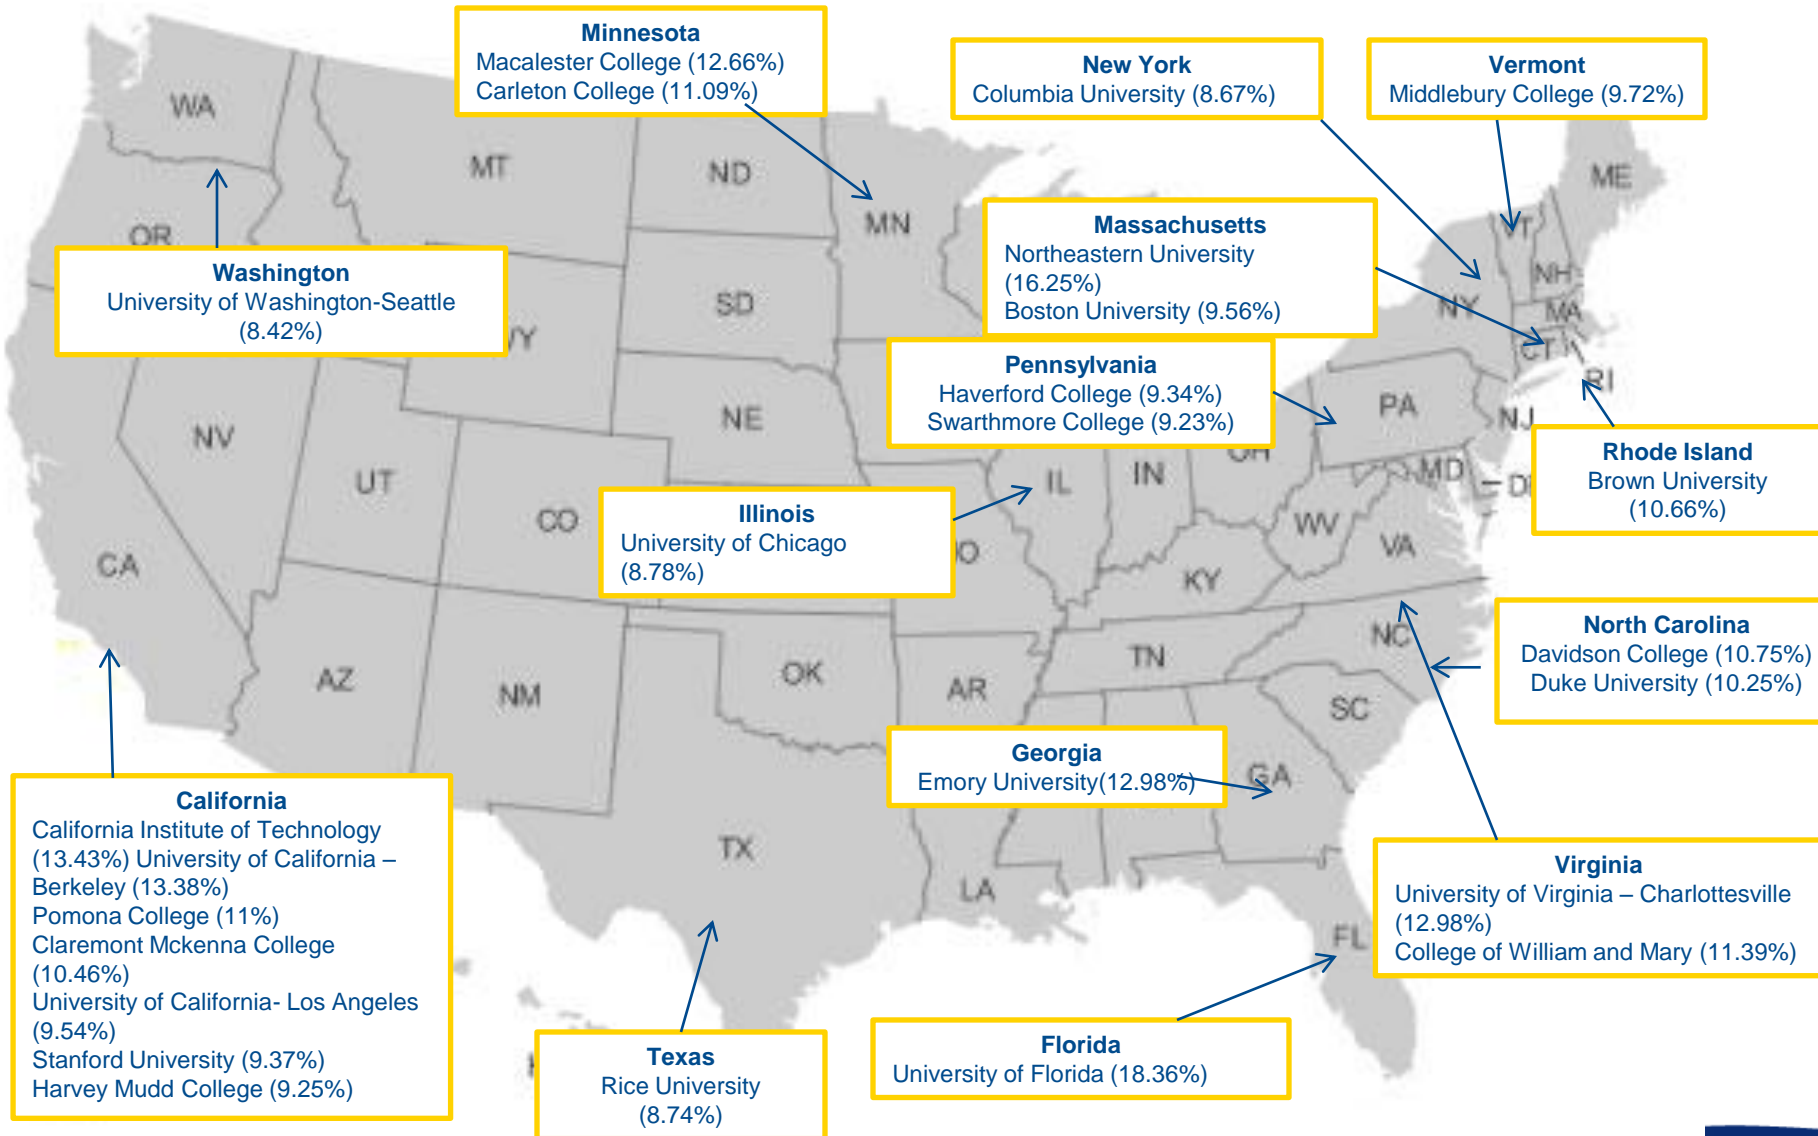 Minnesota
Macalester College (12.66%)
Carleton College (11.09%)
New York
Columbia University (8.67%)
Vermont
Middlebury College (9.72%)
WA
MT
ND
MN
ME
OR
Washington
University of Washington-Seattle
(8.42%)
SD
Massachusetts
Northeastern University
(16.25%)
Boston University (9.56%)
VT
NH
NY
MA
CT
RI
Pennsylvania
Haverford College (9.34%)
Swarthmore College (9.23%)
PA
NJ
NV
NE
UT
CO
IL
IN
OH
MD
WV
VA
Rhode Island
Brown University
(10.66%)
Illinois
University of Chicago
(8.78%)
CA
KY
North Carolina
Davidson College (10.75%)
Duke University (10.25%)
NC
TN
AZ
NM
OK
AR
SC
Georgia
Emory University(12.98%)
GA
California
California Institute of Technology
(13.43%) University of California –
Berkeley (13.38%)
Pomona College (11%)
Claremont Mckenna College
(10.46%)
University of California- Los Angeles
(9.54%)
Stanford University (9.37%)
Harvey Mudd College (9.25%)
TX
LA
FL
Virginia
University of Virginia – Charlottesville
(12.98%)
College of William and Mary (11.39%)
Texas
Rice University
(8.74%)
Florida
University of Florida (18.36%)